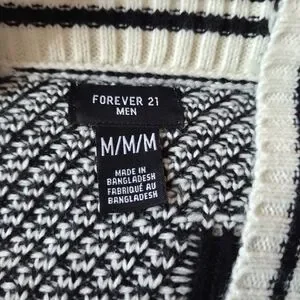 FOREVER 21
MEN
M/M/M
MADE IN
BANGLADESH
FABRIQUÉ AU
BANGLADESH